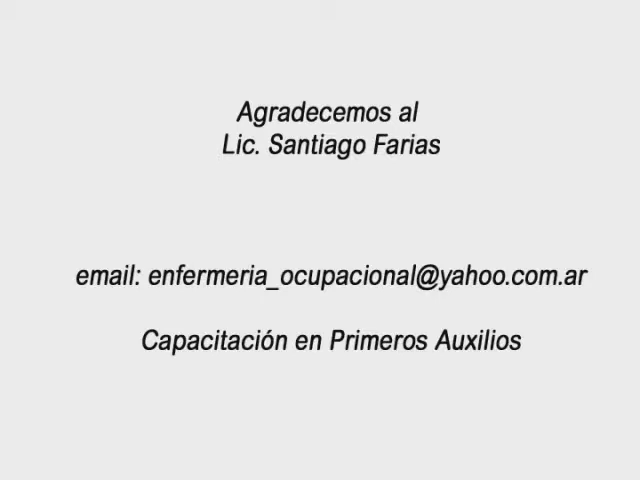 Agradecemos al
Lic. Santiago Farias
email: enfermeria_ocupacional@yahoo.com.ar
Capacitación en Primeros Auxilios